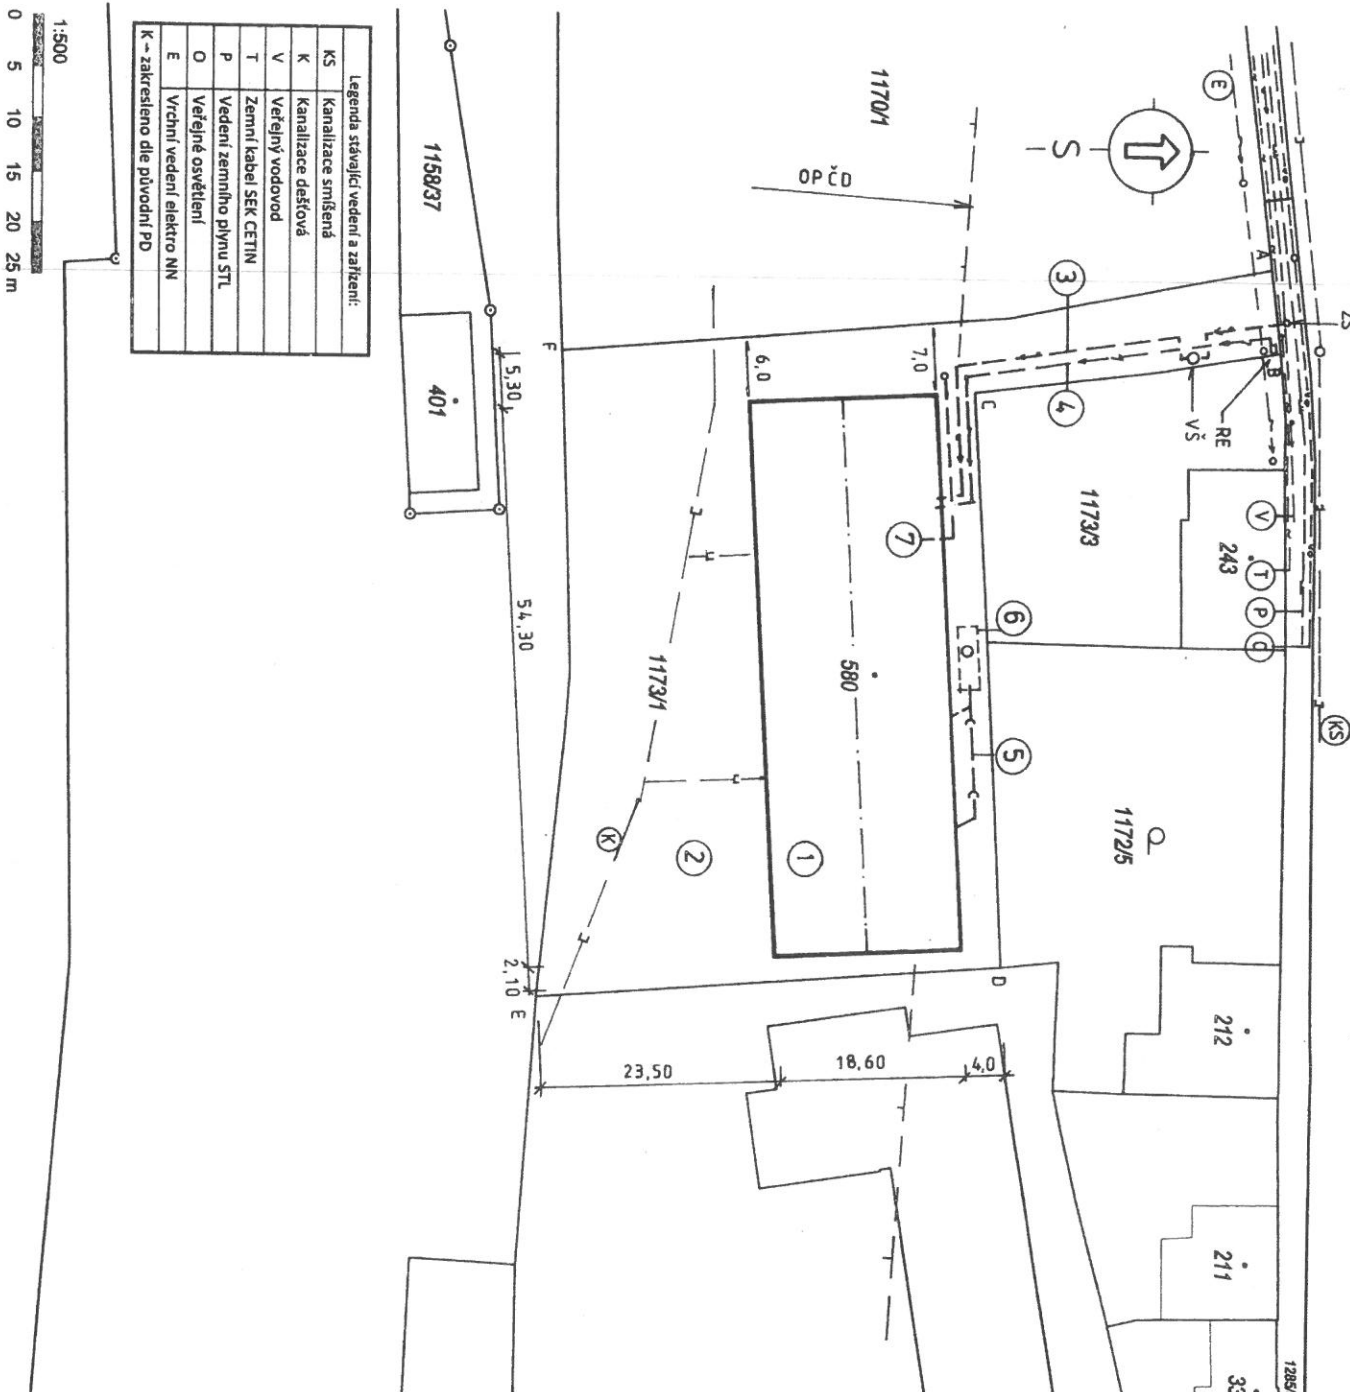 Legenda stávající vedení a zařízení:
KS Kanalizace smíšená
K Kanalizace dešťová
V Veřejný vodovod
T Zemní kabel SEK CETIN
P Vedení zemního plynu STL
O Veřejné osvětlení
E Vrchní vedení elektro NN
K – zakresleno dle původní PD
1:500
0 5 10 15 20 25 m
1158/37
401
1170/1
S
OPČD
E
A
3
4
B
RE
VŠ
C
F
5,30
6,0
7,0
7
1173/3
243
V
T
P
O
KS
6
5
580
54,30
1173/1
1172/5
K
2
1
2,10
E
D
23,50
18,60
4,0
212
211